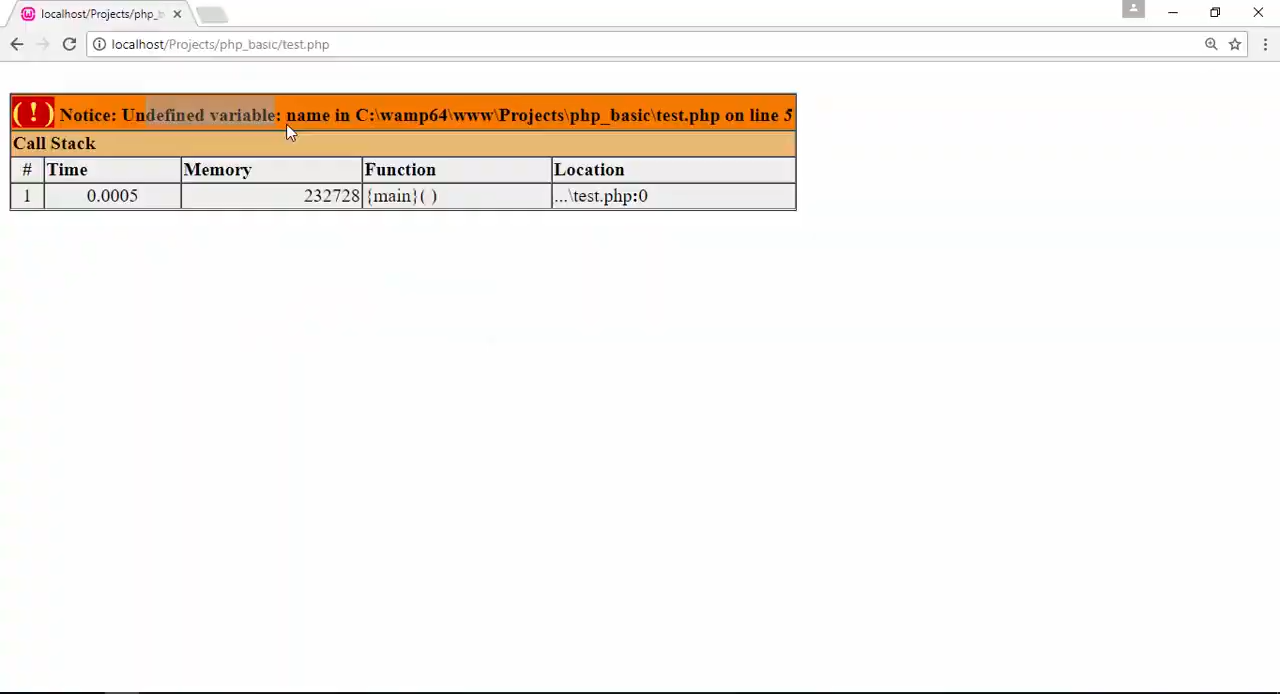 localhost/Projects/php_b
localhost/Projects/php_basic/test.php
( ! ) Notice: Undefined variable: name in C:\wamp64\www\Projects\php_basic\test.php on line 5
Call Stack
# Time Memory Function Location
1 0.0005 232728 {main}( ) ...\test.php:0